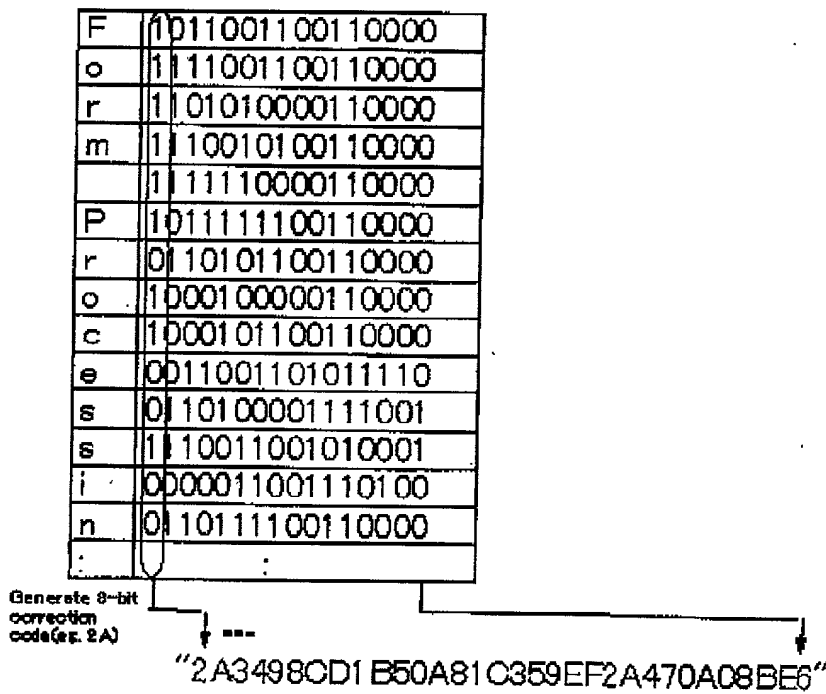 F 1011001100110000
o 1111001100110000
r 1101010000110000
m 1110010100110000
1111110000110000
P 1011111100110000
r 0110101100110000
o 1000100000110000
c 1000101100110000
e 0011001101011110
s 0110100001111001
s 1110011001010001
i 0000011001110100
n 0110111100110000
: :
Generate 8-bit
correction
code(ex. 2A)
"2A3498CD1B50A81C359EF2A470A08BE6"